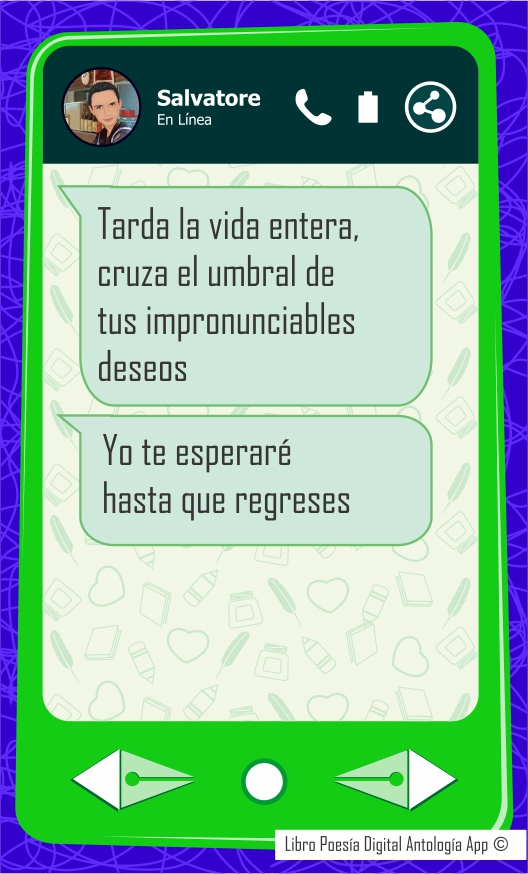 Salvatore
En Línea
Tarda la vida entera,
cruza el umbral de
tus impronunciables
deseos
Yo te esperaré
hasta que regreses
Libro Poesía Digital Antología App ©